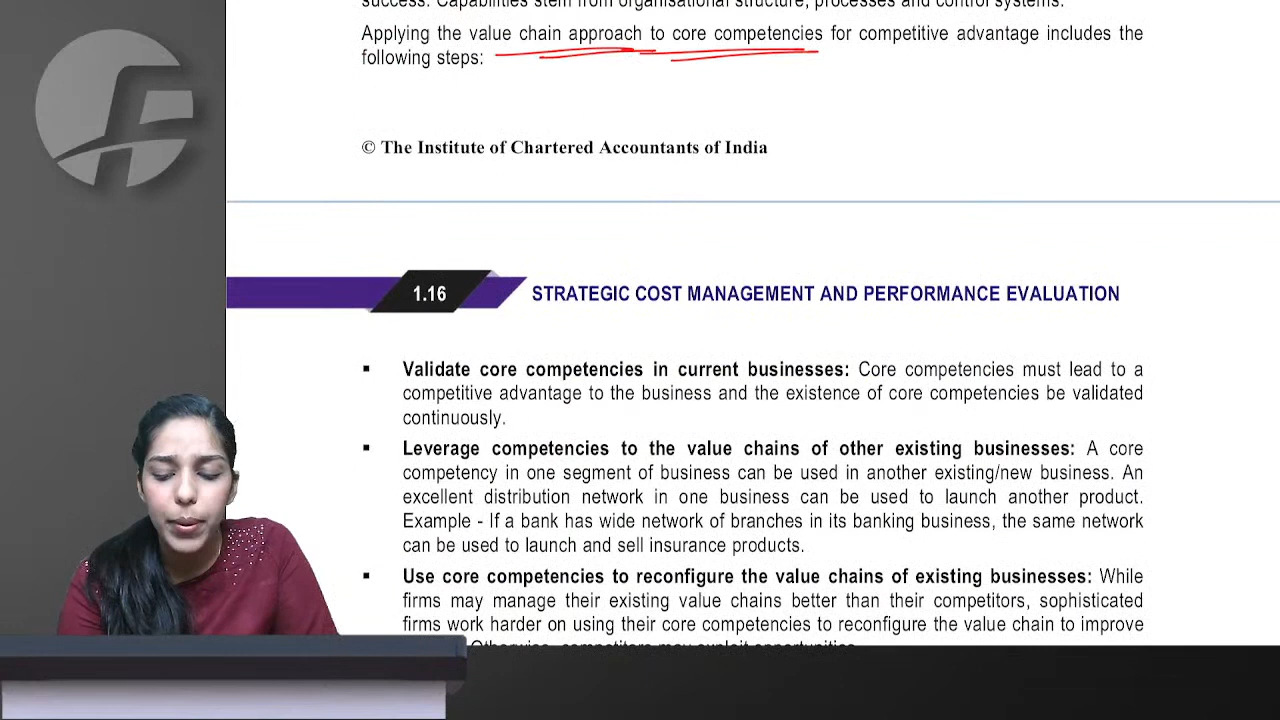 success. Capabilities stem from organisational structure, processes and control systems.
Applying the value chain approach to core competencies for competitive advantage includes the
following steps:
© The Institute of Chartered Accountants of India
1.16 STRATEGIC COST MANAGEMENT AND PERFORMANCE EVALUATION
▪ Validate core competencies in current businesses: Core competencies must lead to a
competitive advantage to the business and the existence of core competencies be validated
continuously.
▪ Leverage competencies to the value chains of other existing businesses: A core
competency in one segment of business can be used in another existing/new business. An
excellent distribution network in one business can be used to launch another product.
Example - If a bank has wide network of branches in its banking business, the same network
can be used to launch and sell insurance products.
▪ Use core competencies to reconfigure the value chains of existing businesses: While
firms may manage their existing value chains better than their competitors, sophisticated
firms work harder on using their core competencies to reconfigure the value chain to improve
Otherwise, competitors may exploit opportunities.